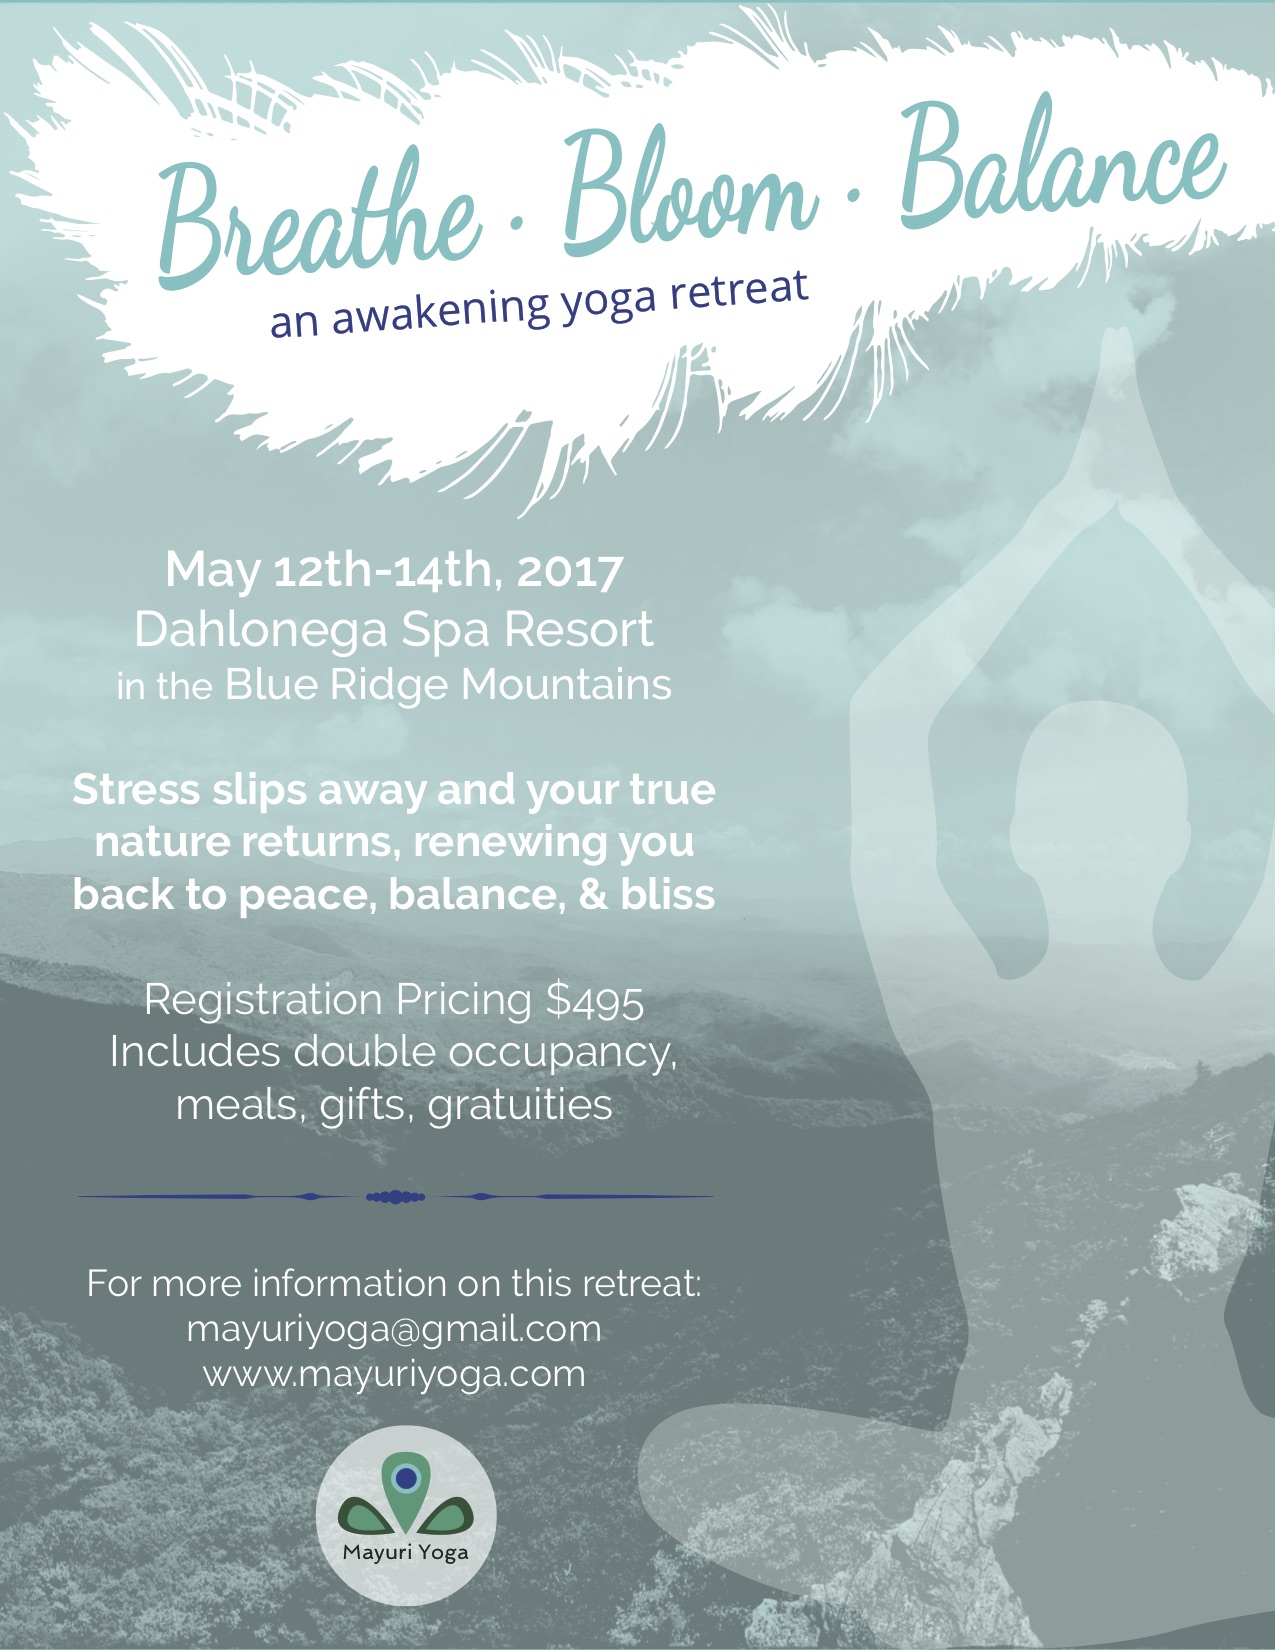 Breathe · Bloom · Balance
an awakening yoga retreat
May 12th-14th, 2017
Dahlonega Spa Resort
in the Blue Ridge Mountains
Stress slips away and your true
nature returns, renewing you
back to peace, balance, & bliss
Registration Pricing $495
Includes double occupancy,
meals, gifts, gratuities
For more information on this retreat:
mayuriyoga@gmail.com
www.mayuriyoga.com
Mayuri Yoga